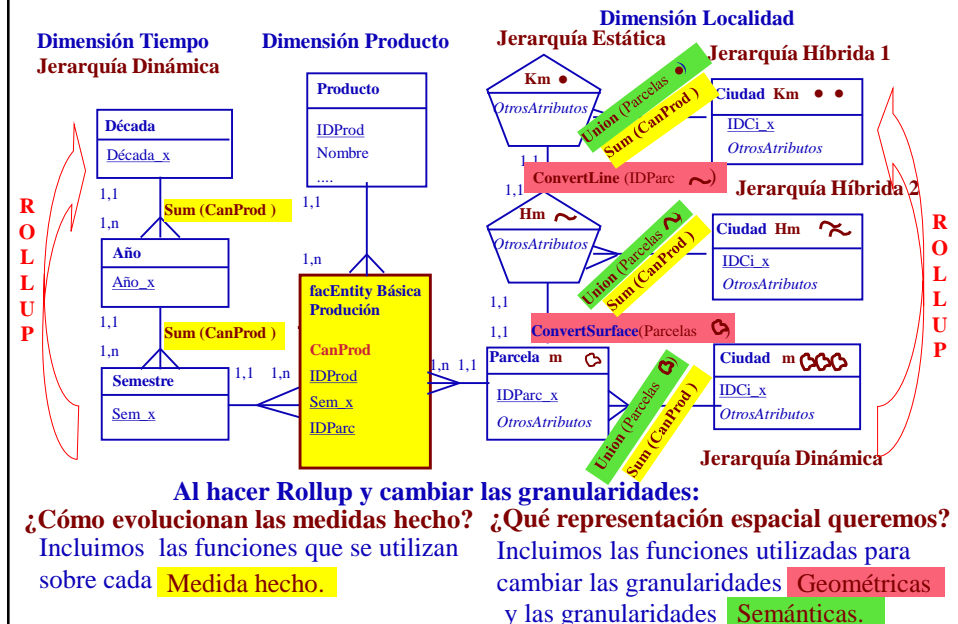 Dimensión Tiempo
Jerarquía Dinámica
Dimensión Producto
Dimensión Localidad
Jerarquía Estática
Jerarquía Híbrida 1
Década
Década_x
1,1
1,n
Sum (CanProd )
Año
Año_x
1,1
1,n
Sum (CanProd )
Semestre
Sem_x
1,1
1,n
R
O
L
L
U
P
Producto
IDProd
Nombre
....
1,1
1,n
facEntity Básica
Produción
CanProd
IDProd
Sem_x
IDParc
1,n
1,1
Km
OtrosAtributos
Union (Parcelas )
Sum (CanProd )
Ciudad Km
IDCi_x
OtrosAtributos
1,1
ConvertLine (IDParc )
Jerarquía Híbrida 2
1,1
Hm
OtrosAtributos
Union (Parcelas )
Sum (CanProd )
Ciudad Hm
IDCi_x
OtrosAtributos
1,1
1,1
ConvertSurface(Parcelas )
Parcela m
IDParc_x
OtrosAtributos
Union (Parcelas )
Sum (CanProd )
Ciudad m
IDCi_x
OtrosAtributos
Jerarquía Dinámica
R
O
L
L
U
P
Al hacer Rollup y cambiar las granularidades:
¿Cómo evolucionan las medidas hecho?
Incluimos las funciones que se utilizan
sobre cada Medida hecho.
¿Qué representación espacial queremos?
Incluimos las funciones utilizadas para
cambiar las granularidades Geométricas
y las granularidades Semánticas.